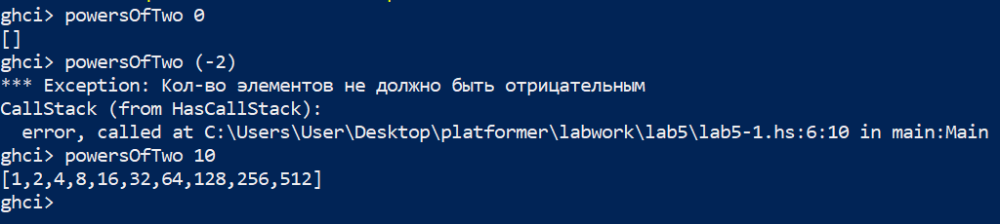 ghci> powersOfTwo 0
[]
ghci> powersOfTwo (-2)
*** Exception: Кол-во элементов не должно быть отрицательным
CallStack (from HasCallStack):
  error, called at C:\Users\User\Desktop\platformer\labwork\lab5\lab5-1.hs:6:10 in main:Main
ghci> powersOfTwo 10
[1,2,4,8,16,32,64,128,256,512]
ghci>